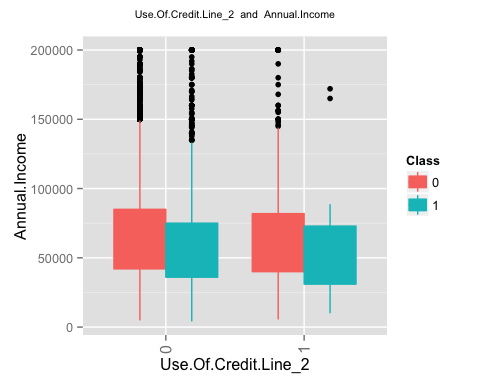 Use.Of.Credit.Line_2 and Annual.Income
200000
150000
100000
50000
0
Annual.Income
0
1
Use.Of.Credit.Line_2
Class
0
1